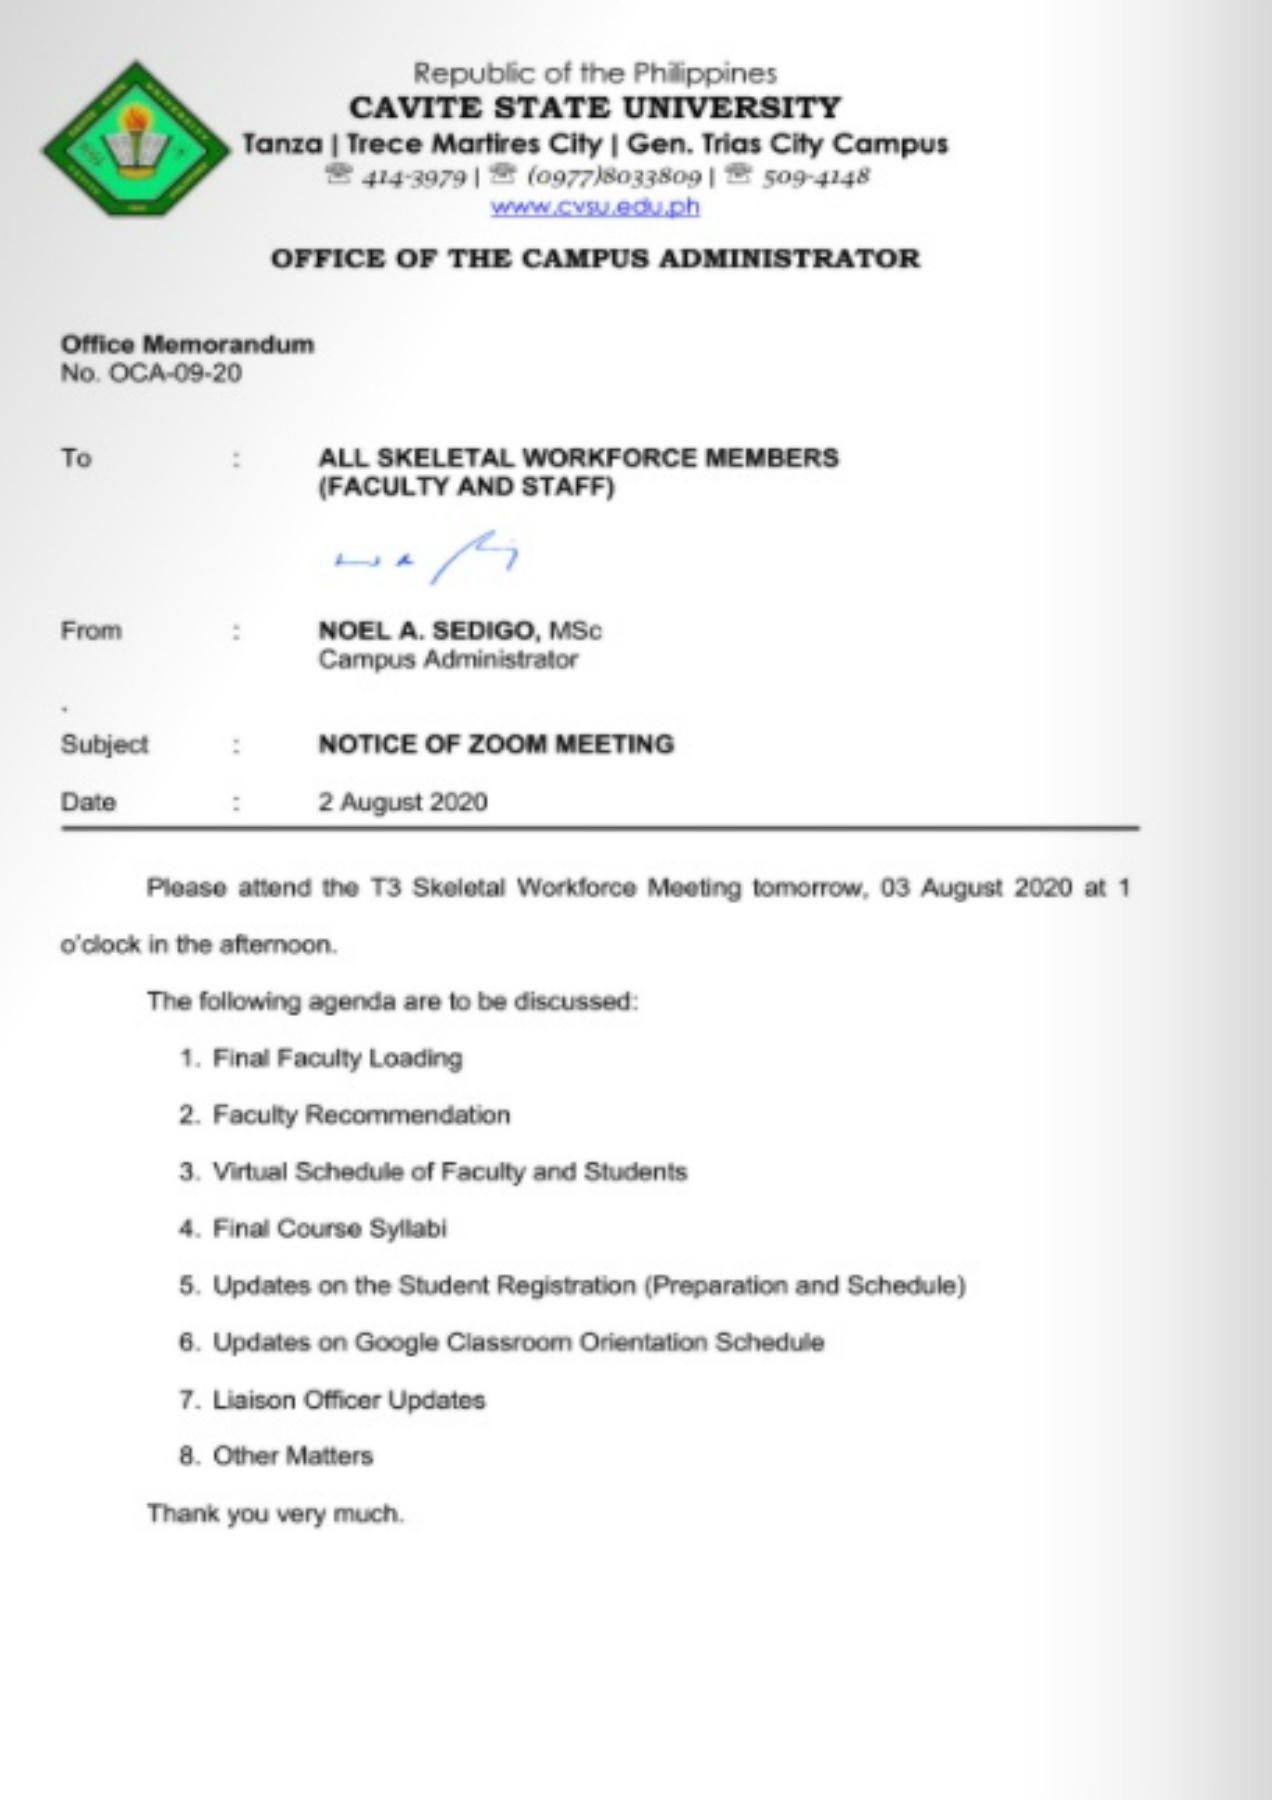 Republic of the Philippines
CAVITE STATE UNIVERSITY
Tanza | Trece Martires City | Gen. Trias City Campus
☏ 414-3979 | ☏ (0977)8033809 | ☏ 509-4148
www.cvsu.edu.ph
OFFICE OF THE CAMPUS ADMINISTRATOR
Office Memorandum
No. OCA-09-20
To : ALL SKELETAL WORKFORCE MEMBERS
(FACULTY AND STAFF)
From : NOEL A. SEDIGO, MSc
Campus Administrator
.
Subject : NOTICE OF ZOOM MEETING
Date : 2 August 2020
Please attend the T3 Skeletal Workforce Meeting tomorrow, 03 August 2020 at 1
o'clock in the afternoon.
The following agenda are to be discussed:
1. Final Faculty Loading
2. Faculty Recommendation
3. Virtual Schedule of Faculty and Students
4. Final Course Syllabi
5. Updates on the Student Registration (Preparation and Schedule)
6. Updates on Google Classroom Orientation Schedule
7. Liaison Officer Updates
8. Other Matters
Thank you very much.